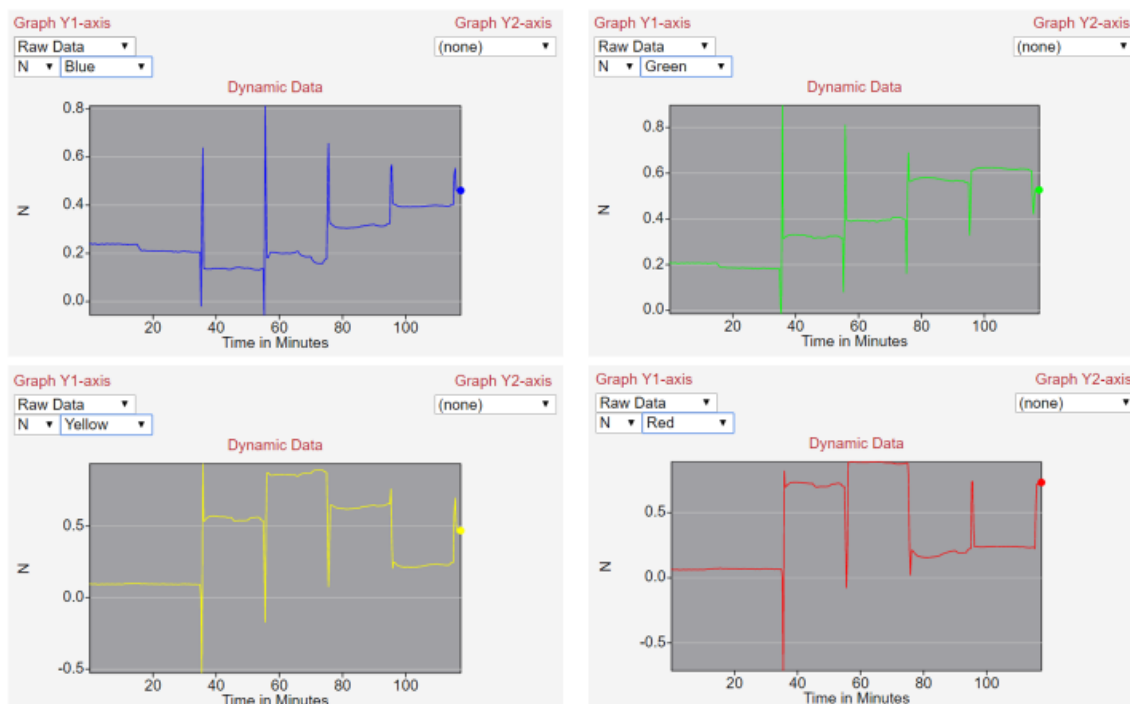 Graph Y1-axis Graph Y2-axis
Raw Data ▼ (none) ▼
N ▼ Blue ▼
Dynamic Data
0.8
0.6
0.4
0.2
0.0
N
20 40 60 80 100
Time in Minutes
Graph Y1-axis Graph Y2-axis
Raw Data ▼ (none) ▼
N ▼ Green ▼
Dynamic Data
0.8
0.6
0.4
0.2
0.0
N
20 40 60 80 100
Time in Minutes
Graph Y1-axis Graph Y2-axis
Raw Data ▼ (none) ▼
N ▼ Yellow ▼
Dynamic Data
0.5
0.0
-0.5
N
20 40 60 80 100
Time in Minutes
Graph Y1-axis Graph Y2-axis
Raw Data ▼ (none) ▼
N ▼ Red ▼
Dynamic Data
0.5
0.0
-0.5
N
20 40 60 80 100
Time in Minutes